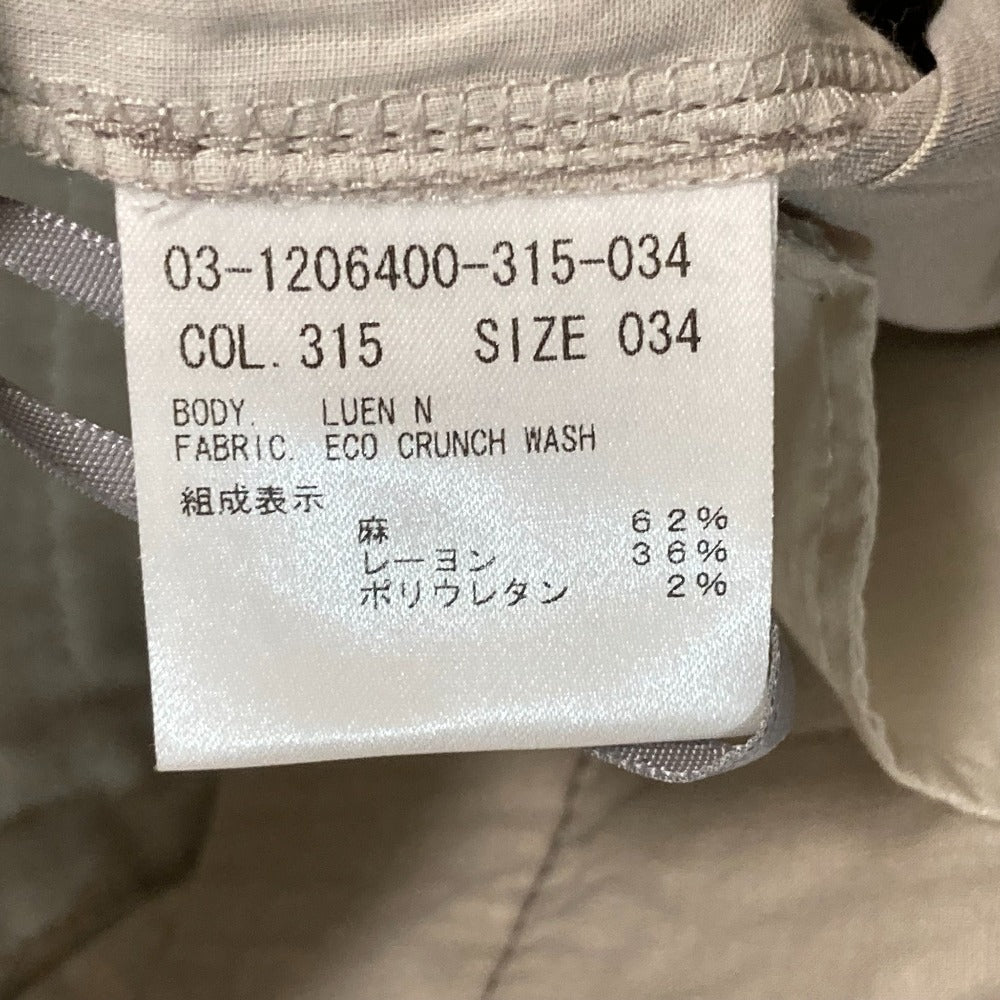 03-1206400-315-034
COL. 315 SIZE 034
BODY. LUEN N
FABRIC. ECO CRUNCH WASH
組成表示
麻 62%
レーヨン 36%
ポリウレタン 2%